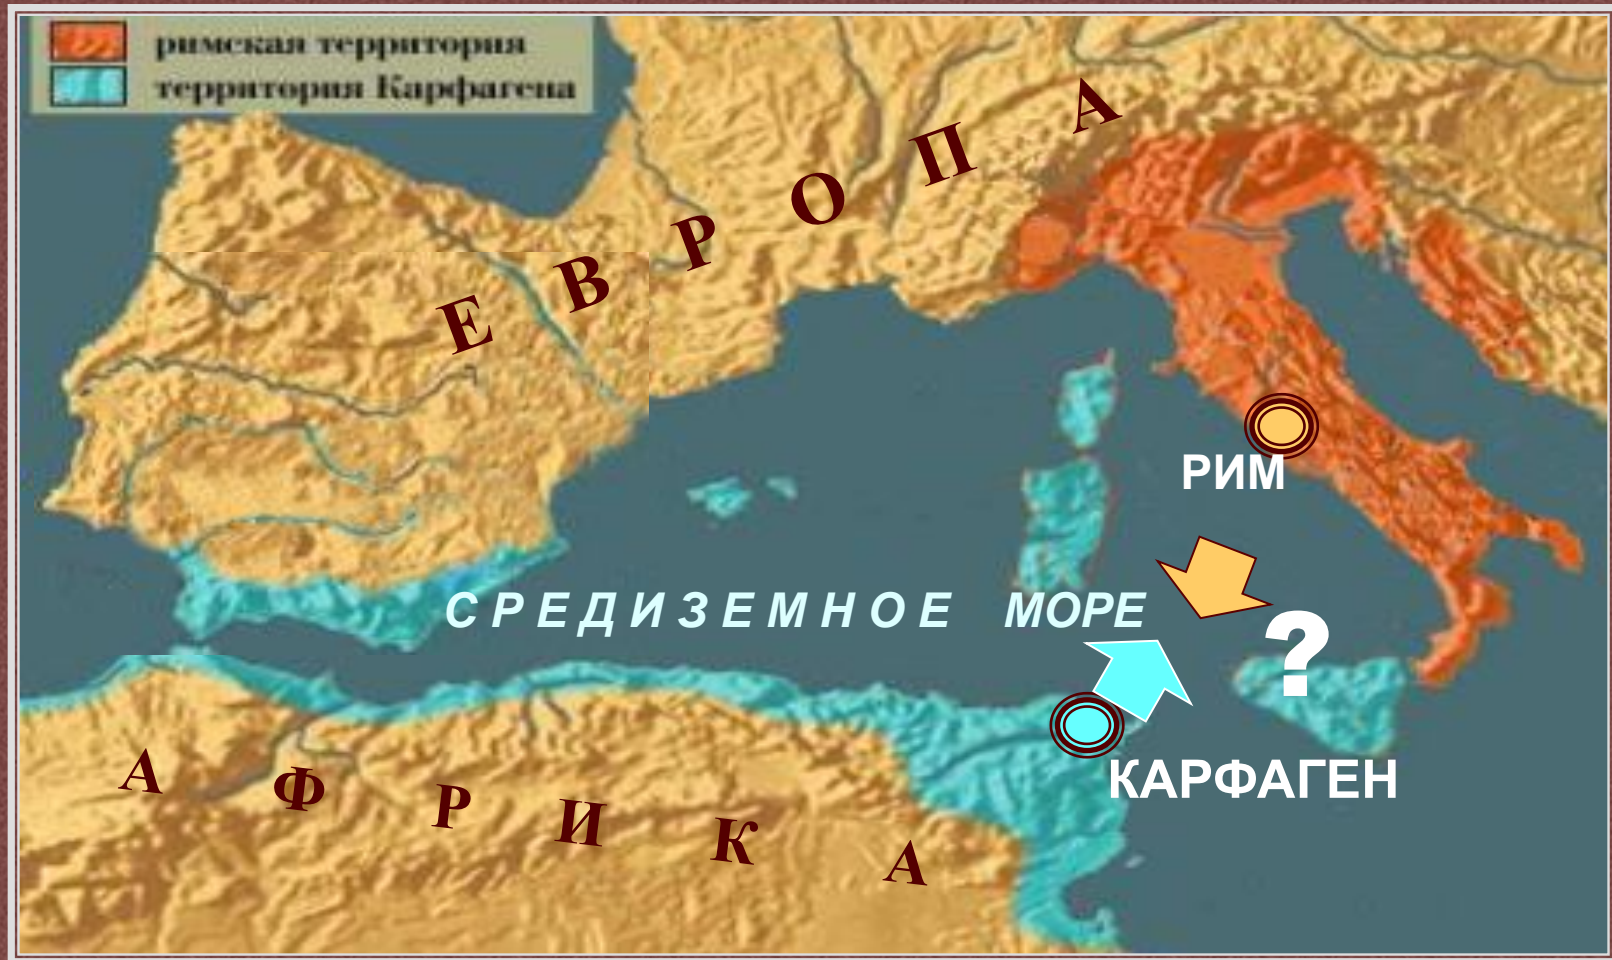 римская территория
территория Карфагена
ЕВРОПА
РИМ
СРЕДИЗЕМНОЕ МОРЕ
?
КАРФАГЕН
АФРИКА